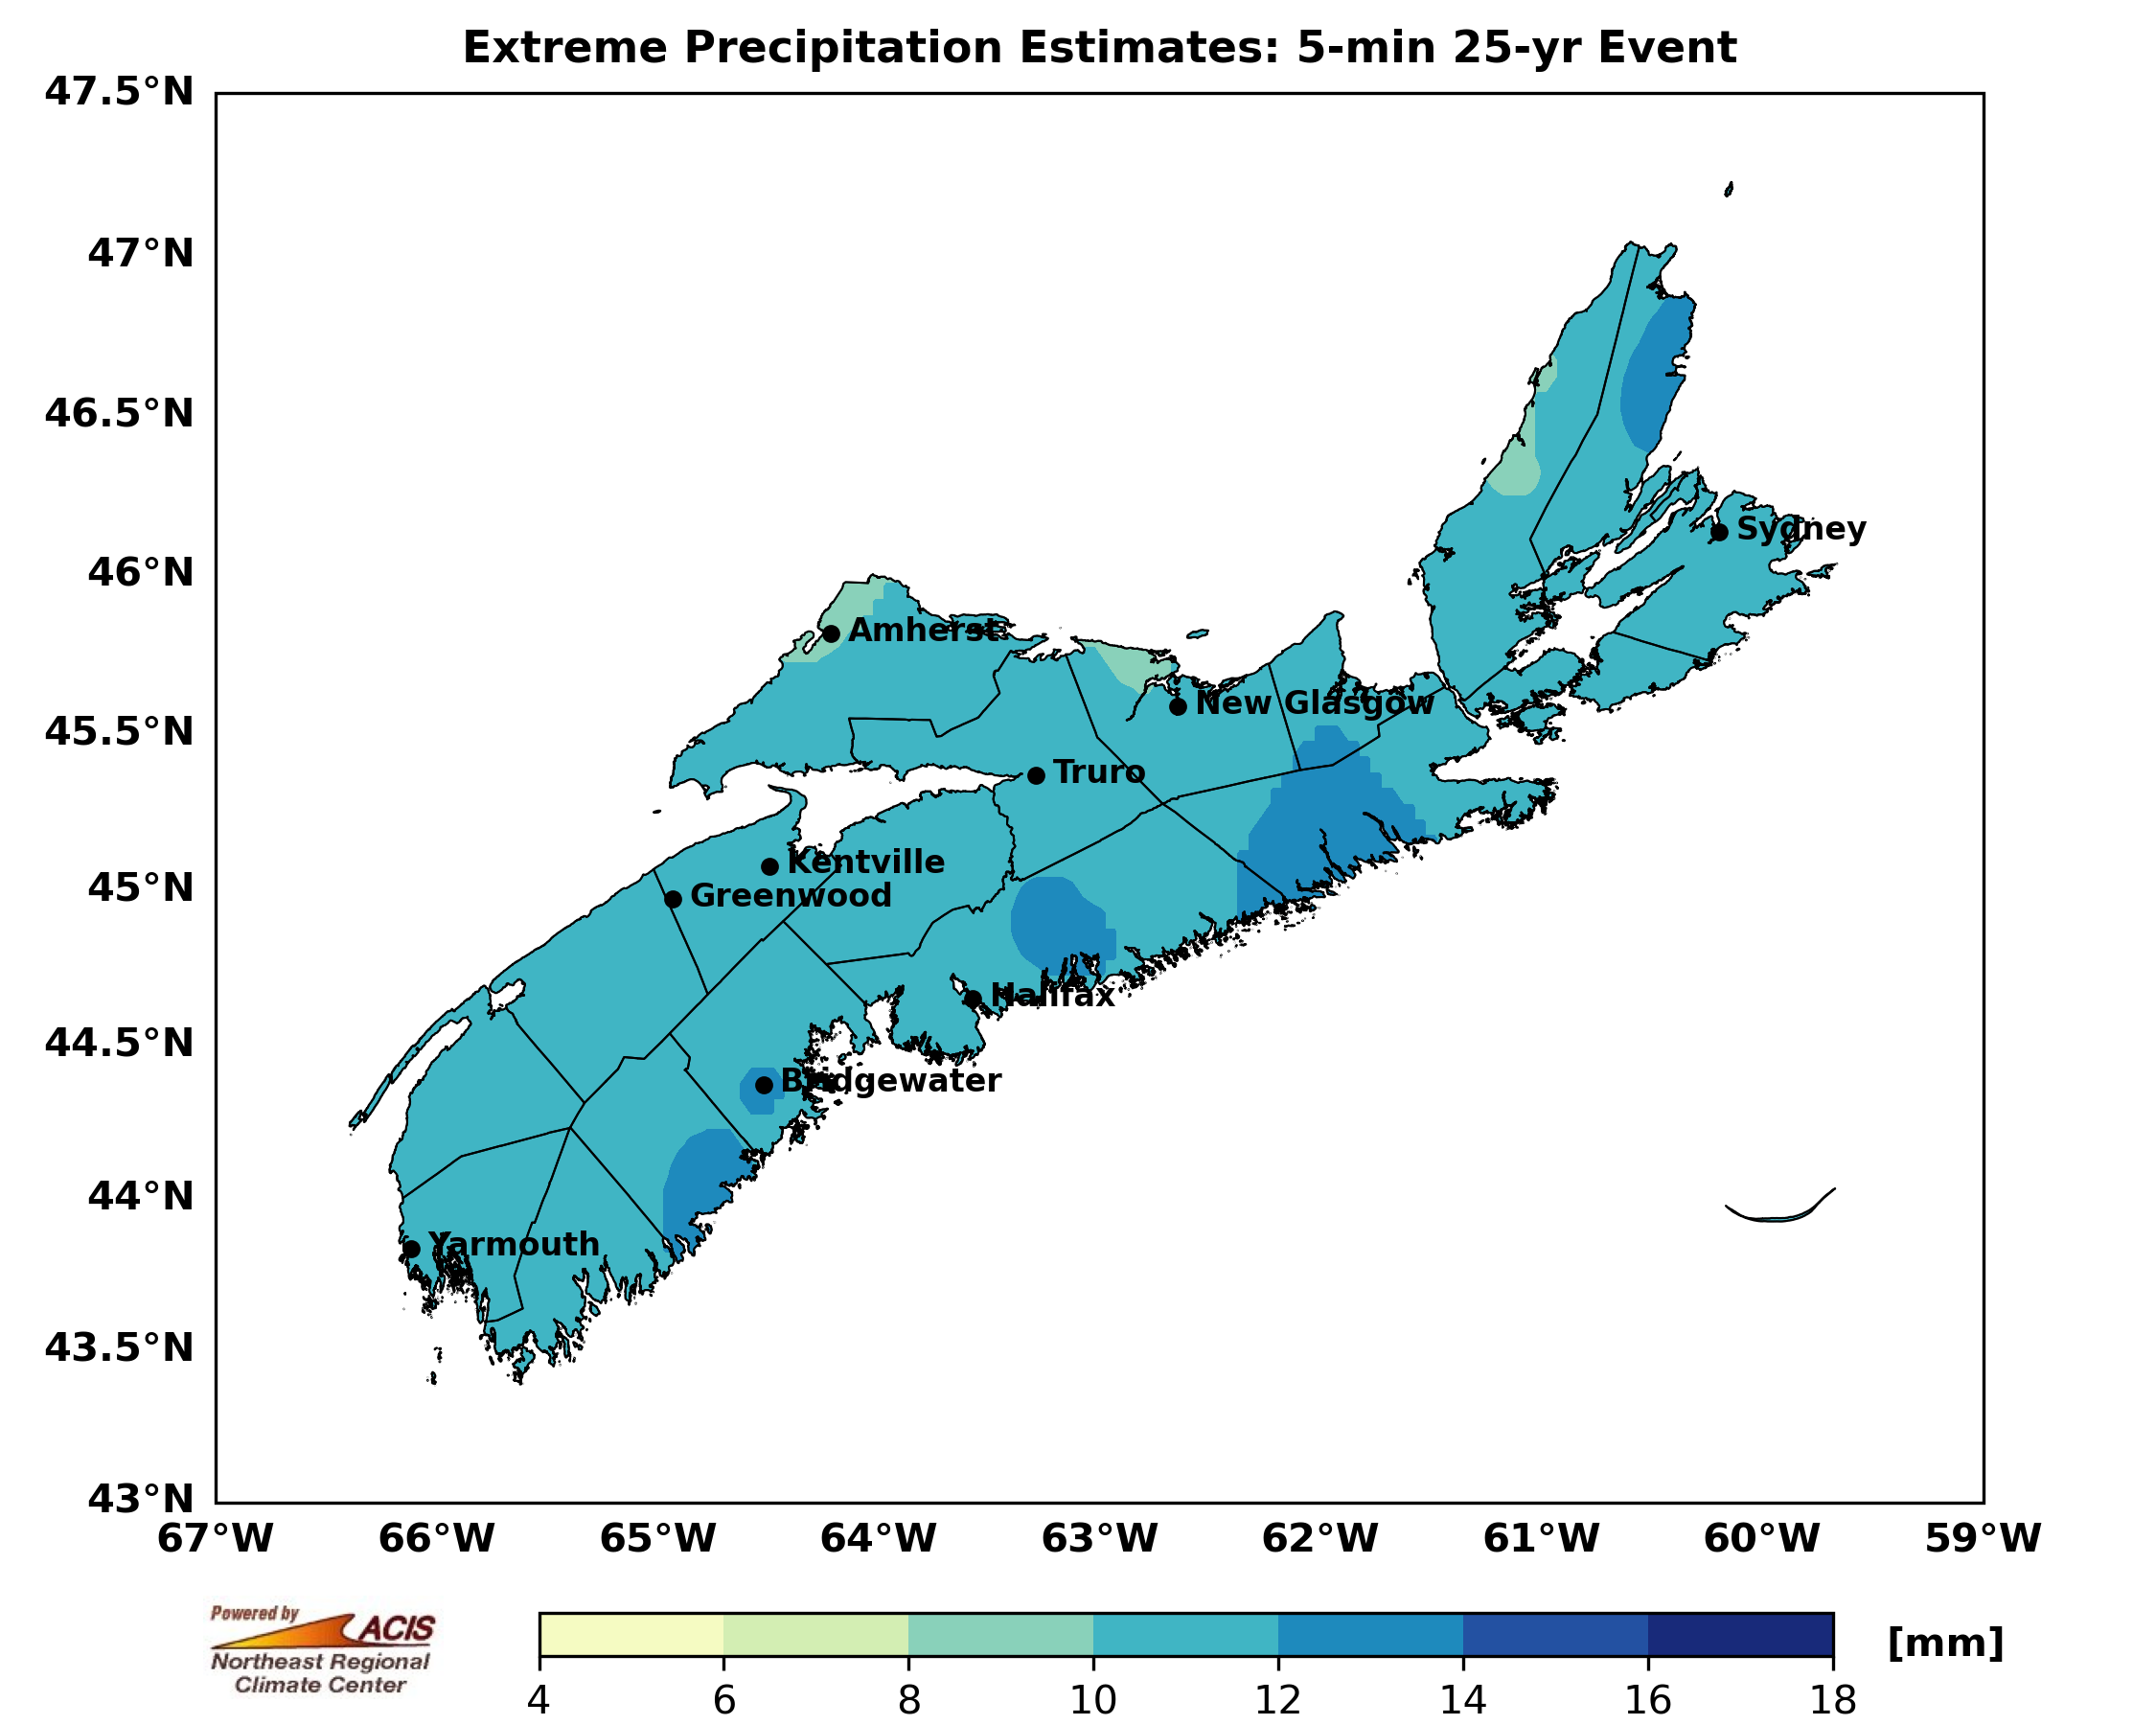 Extreme Precipitation Estimates: 5-min 25-yr Event
47.5°N
47°N
46.5°N
46°N
45.5°N
45°N
44.5°N
44°N
43.5°N
43°N
Sydney
Amherst
New Glasgow
Truro
Kentville
Greenwood
Halifax
Bridgewater
Yarmouth
67°W 66°W 65°W 64°W 63°W 62°W 61°W 60°W 59°W
Powered by
ACIS
Northeast Regional
Climate Center
[mm]
4 6 8 10 12 14 16 18